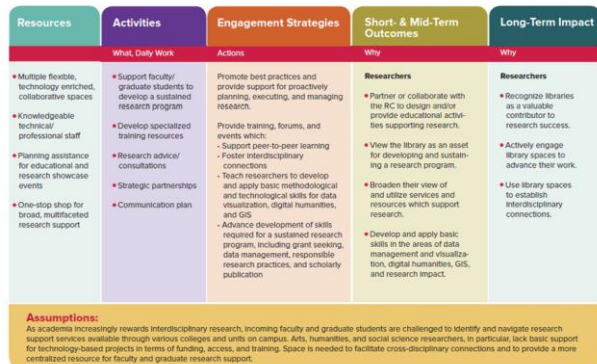 Resources
Activities
Engagement Strategies
Short- & Mid-Term
Outcomes
Long-Term Impact
What, Daily Work
Actions
Why
Why
• Multiple flexible,
technology enriched,
collaborative spaces
• Knowledgeable
technical/
professional staff
• Planning assistance
for educational and
research showcase
events
• One-stop shop for
broad, multifaceted
research support
• Support faculty/
graduate students to
develop a sustained
research program
• Develop specialized
training resources
• Research advice/
consultations
• Strategic partnerships
• Communication plan
Promote best practices and
provide support for proactively
planning, executing, and managing
research.
Provide training, forums, and
events which:
- Support peer-to-peer learning
- Foster interdisciplinary
connections
- Teach researchers to develop
and apply basic methodological
and technological skills for data
visualization, digital humanities,
and GIS
- Advance development of skills
required for a sustained research
program, including grant seeking,
data management, responsible
research practices, and scholarly
publication
Researchers
• Partner or collaborate with
the RC to design and/or
provide educational activi-
ties supporting research.
• View the library as an asset
for developing and sustain-
ing a research program.
• Broaden their view of
and utilize services and
resources which support
research.
• Develop and apply basic
skills in the areas of data
management and visualiza-
tion, digital humanities, GIS,
and research impact.
Researchers
• Recognize libraries
as a valuable
contributor to
research success.
• Actively engage
library spaces to
advance their work.
• Use library spaces
to establish
interdisciplinary
connections.
Assumptions:
As academia increasingly rewards interdisciplinary research, incoming faculty and graduate students are challenged to identify and navigate research
support services available through various colleges and units on campus. Arts, humanities, and social science researchers, in particular, lack basic support
for technology-based projects in terms of funding, access, and training. Space is needed to facilitate cross-disciplinary connections and to provide a more
centralized resource for faculty and graduate research support.